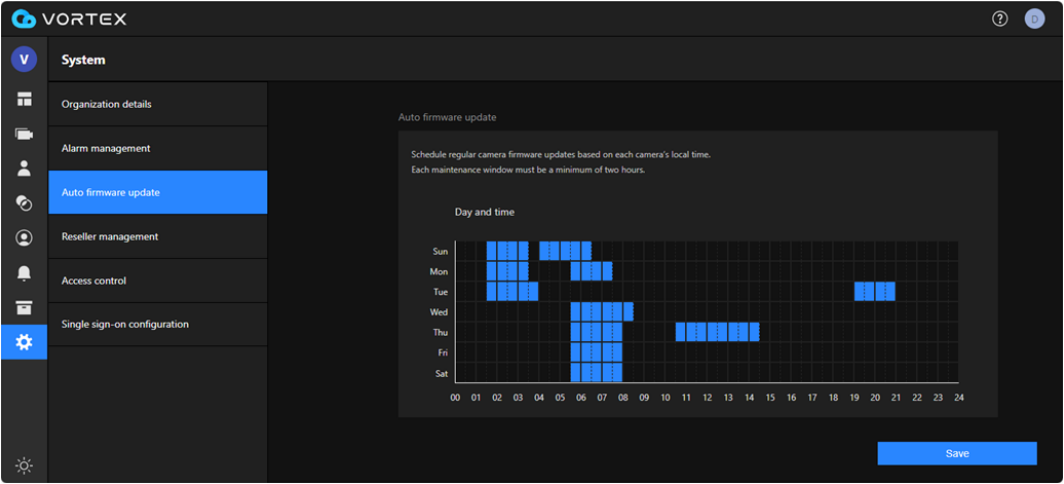 VORTEX
?
D
V
System
Organization details
Alarm management
Auto firmware update
Reseller management
Access control
Single sign-on configuration
Auto firmware update
Schedule regular camera firmware updates based on each camera's local time.
Each maintenance window must be a minimum of two hours.
Day and time
Sun
Mon
Tue
Wed
Thu
Fri
Sat
00 01 02 03 04 05 06 07 08 09 10 11 12 13 14 15 16 17 18 19 20 21 22 23 24
Save